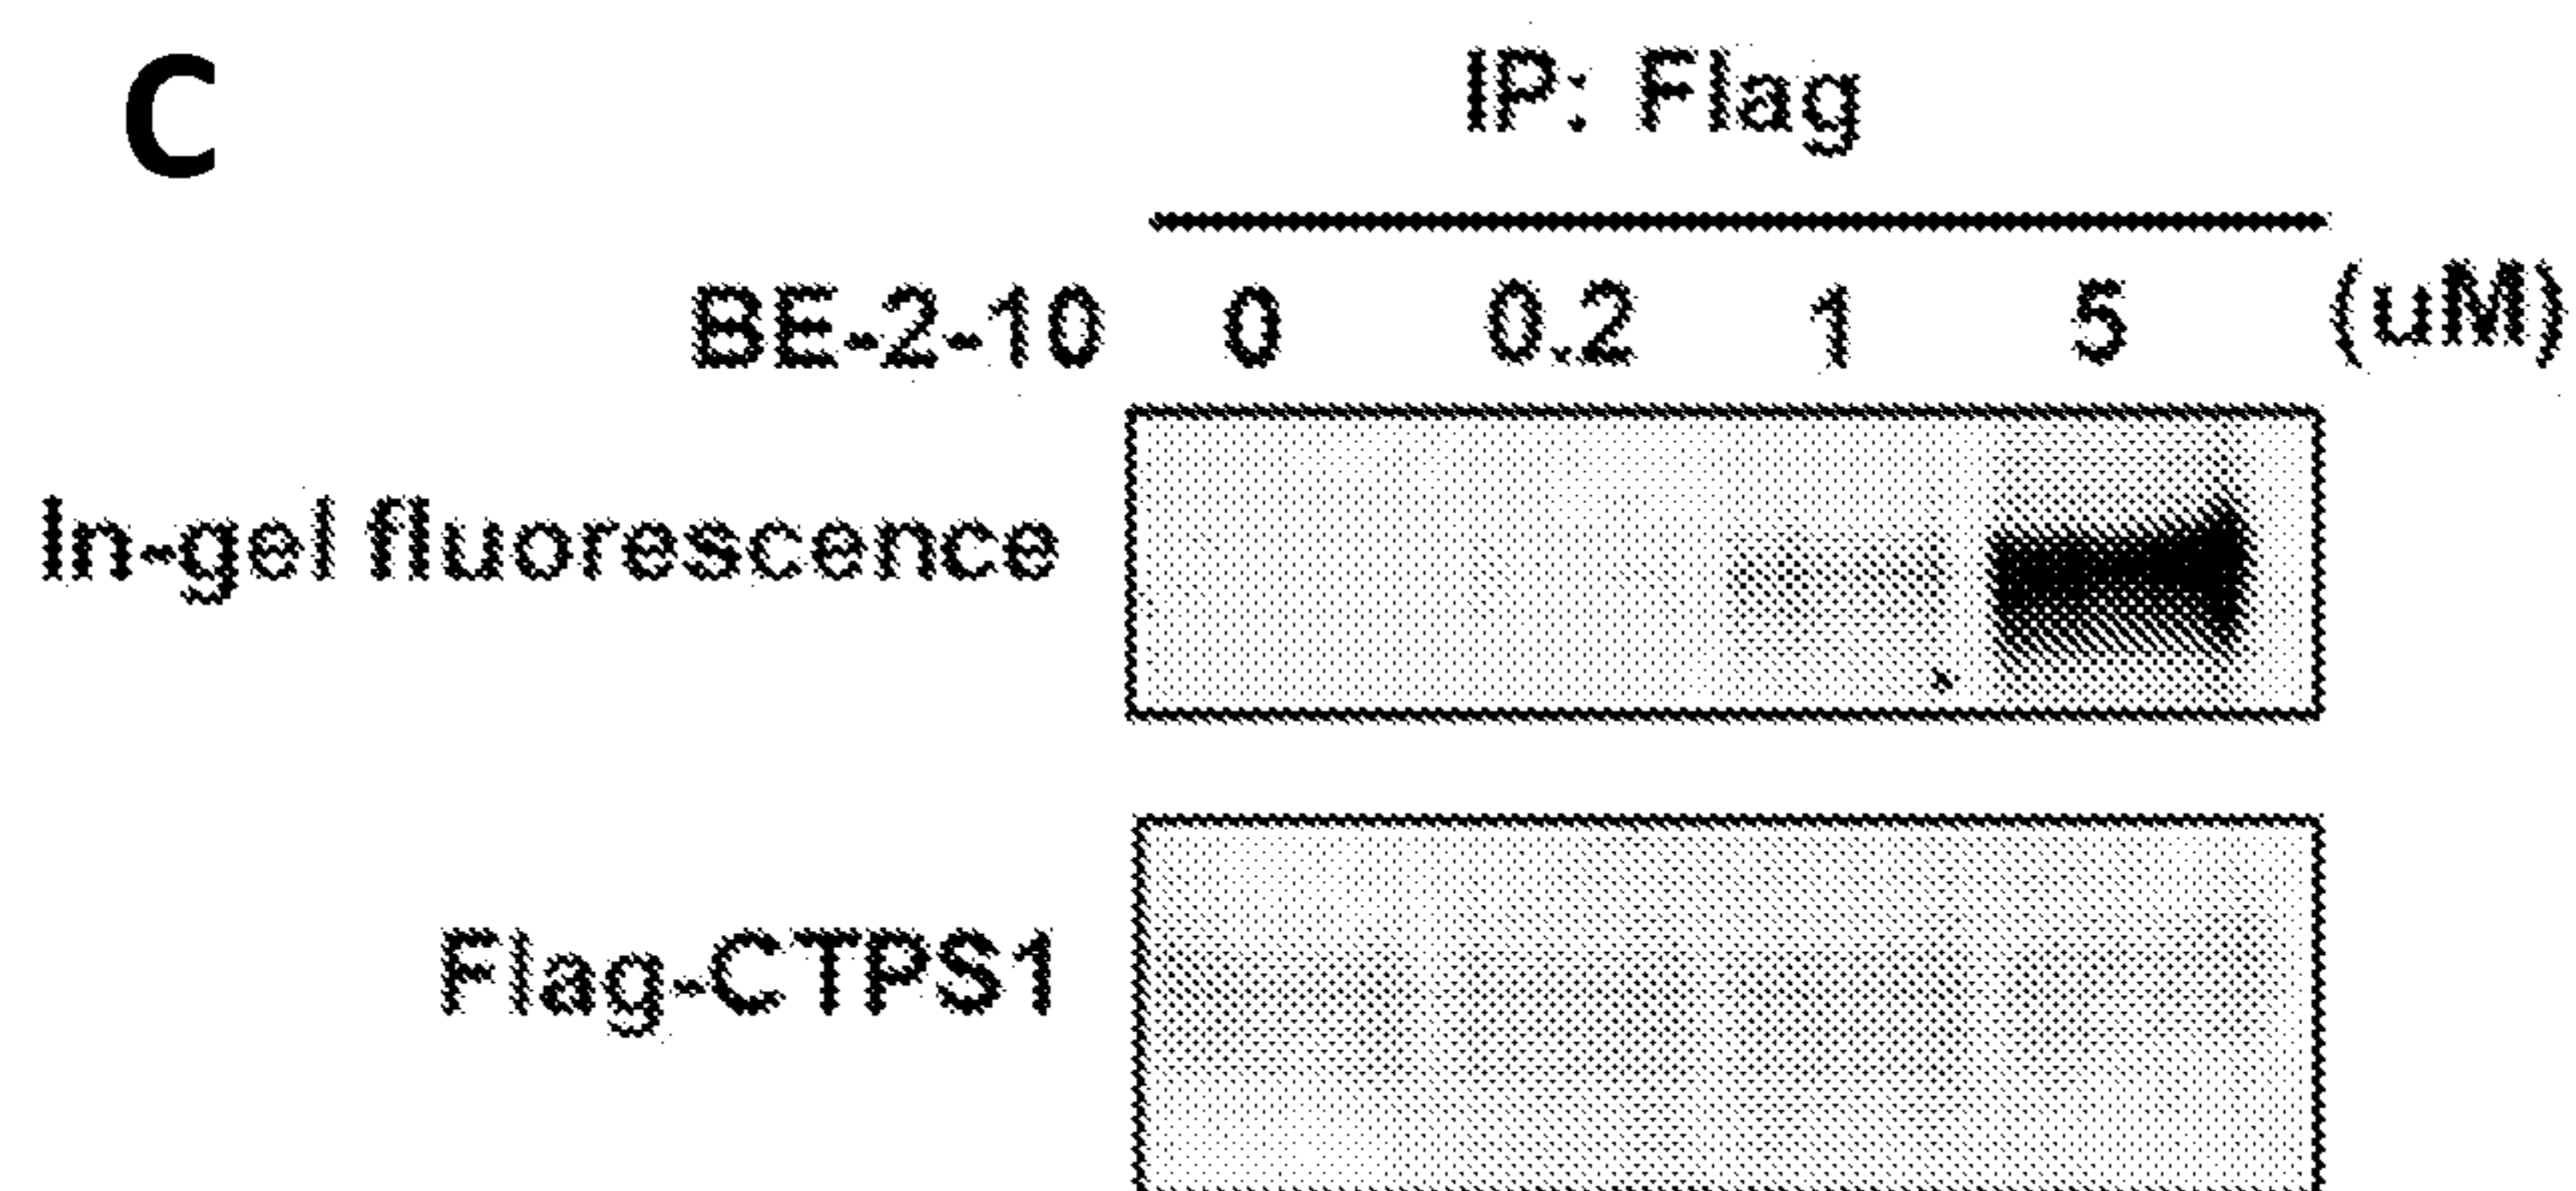 C
IP: Flag
BE-2-10 0 0.2 1 5 (uM)
In-gel fluorescence
Flag-CTPS1